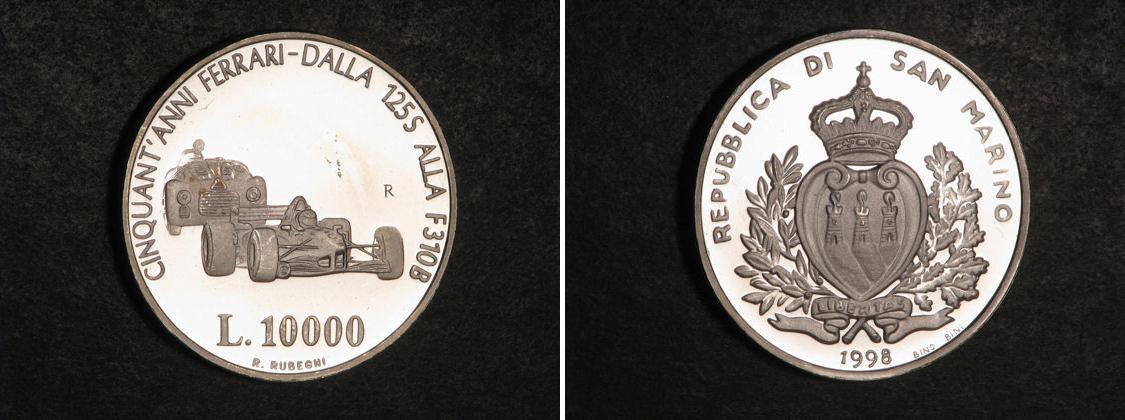 CINQUANT'ANNI FERRARI-DALLA 125S ALLA F310B
R
L. 10000
R. RUBEGNI
REPUBBLICA DI SAN MARINO
LIBERTAS
1998
BINO BINI